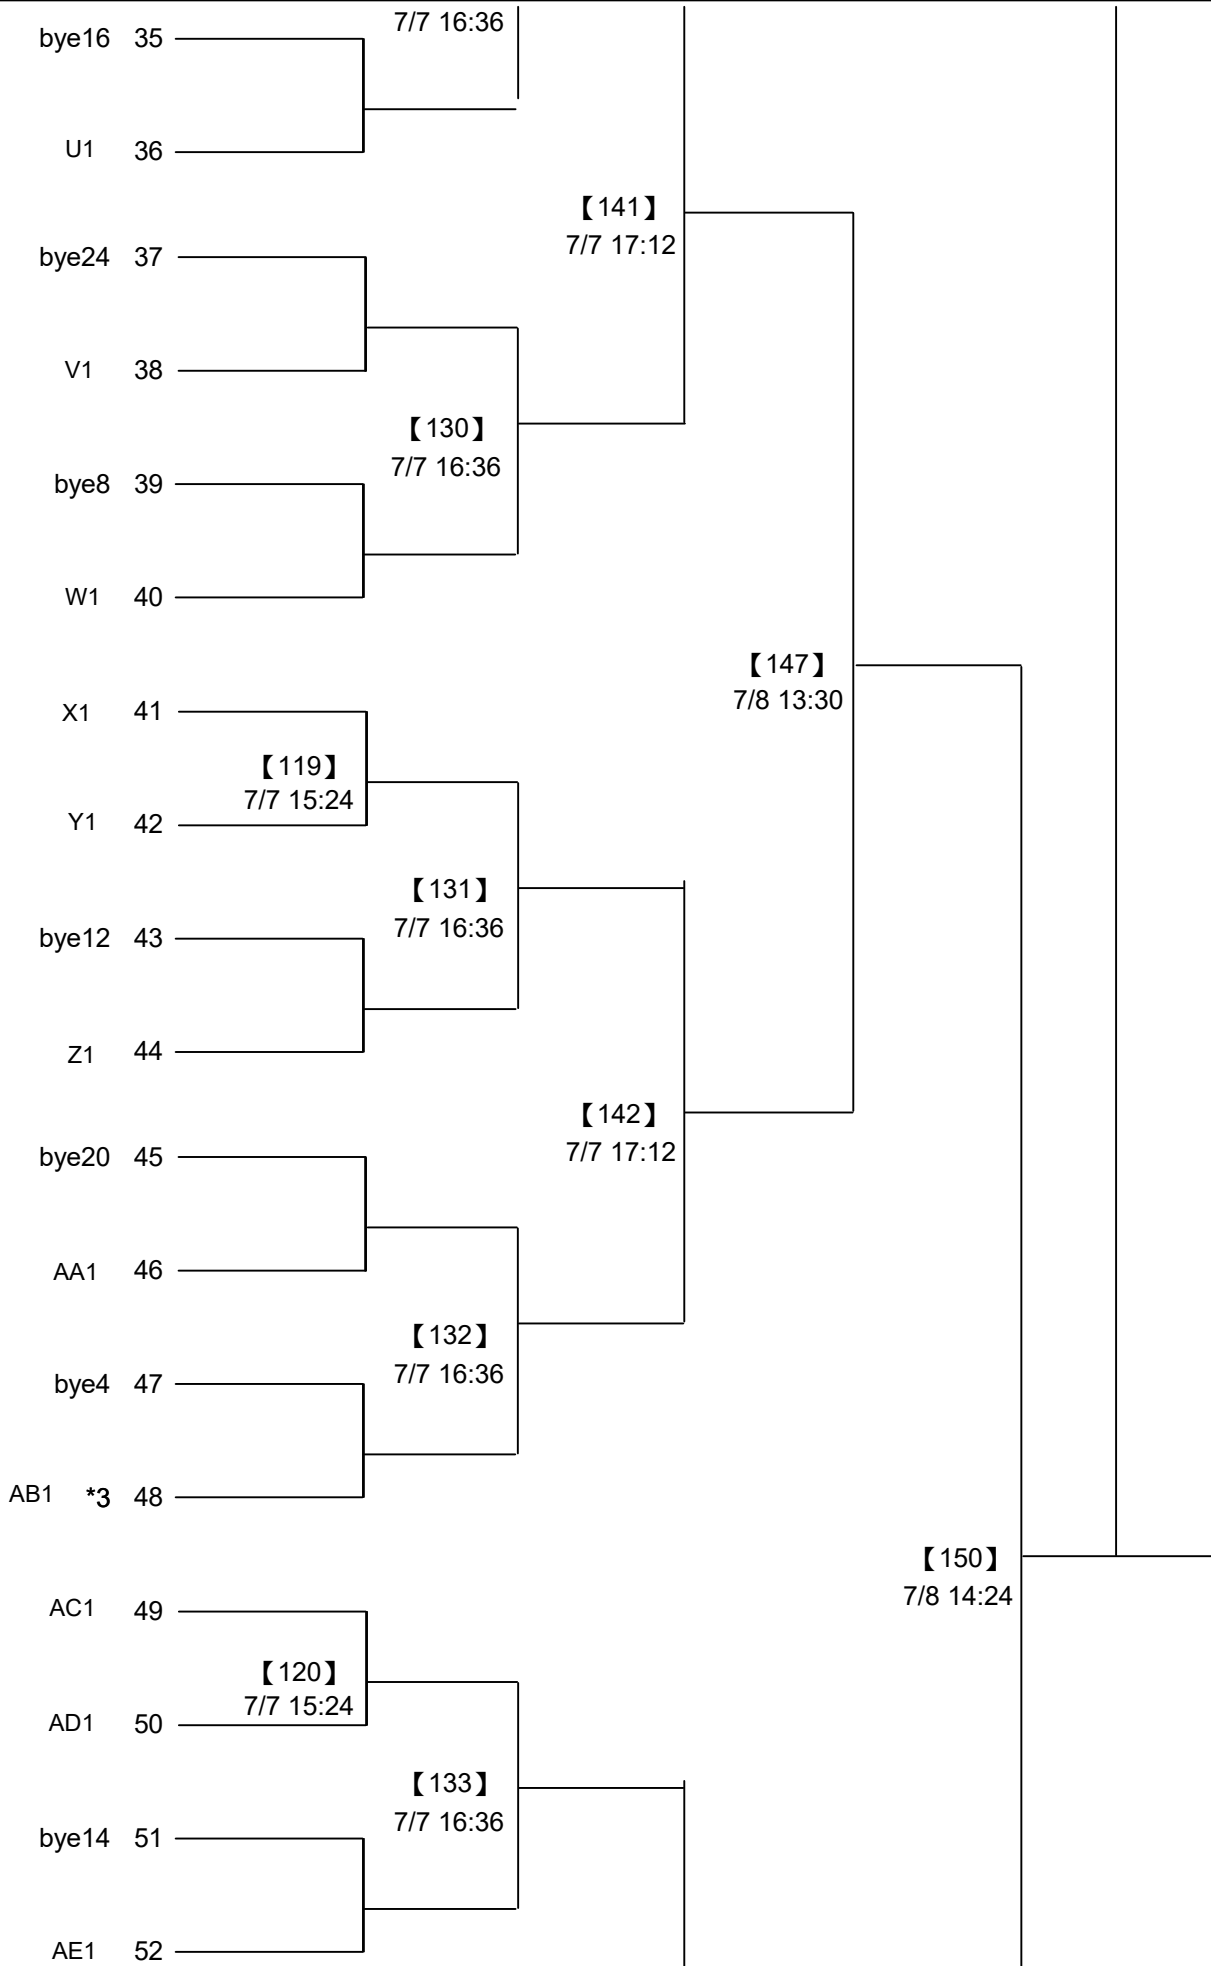 7/7 16:36
bye16 35
U1 36
【141】
7/7 17:12
bye24 37
V1 38
【130】
7/7 16:36
bye8 39
W1 40
【147】
7/8 13:30
X1 41
【119】
7/7 15:24
Y1 42
【131】
7/7 16:36
bye12 43
Z1 44
【142】
7/7 17:12
bye20 45
AA1 46
【132】
7/7 16:36
bye4 47
AB1 *3 48
【150】
7/8 14:24
AC1 49
【120】
7/7 15:24
AD1 50
【133】
7/7 16:36
bye14 51
AE1 52